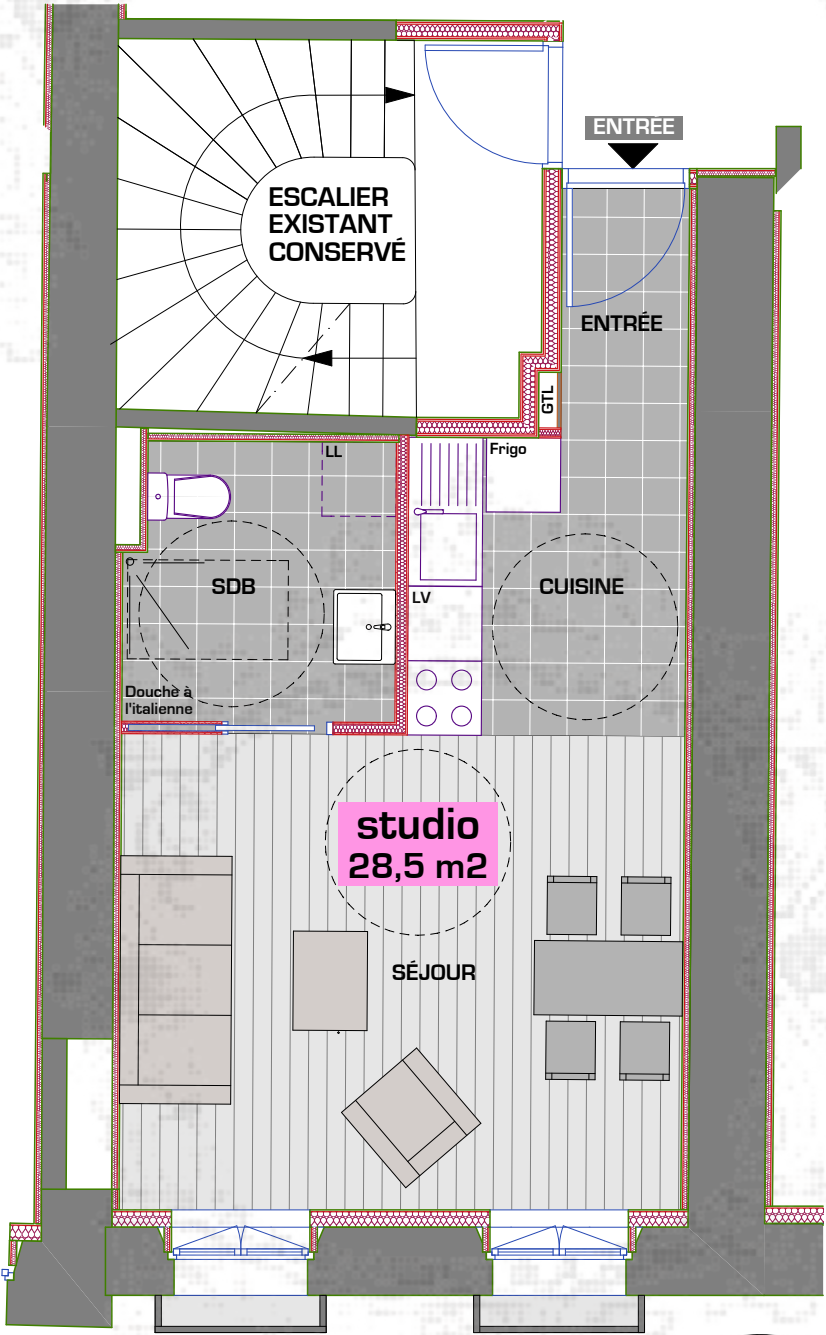 ENTRÉE
ESCALIER
EXISTANT
CONSERVÉ
ENTRÉE
GTL
LL
Frigo
SDB
CUISINE
LV
Douche à
l'italienne
studio
28,5 m2
SÉJOUR